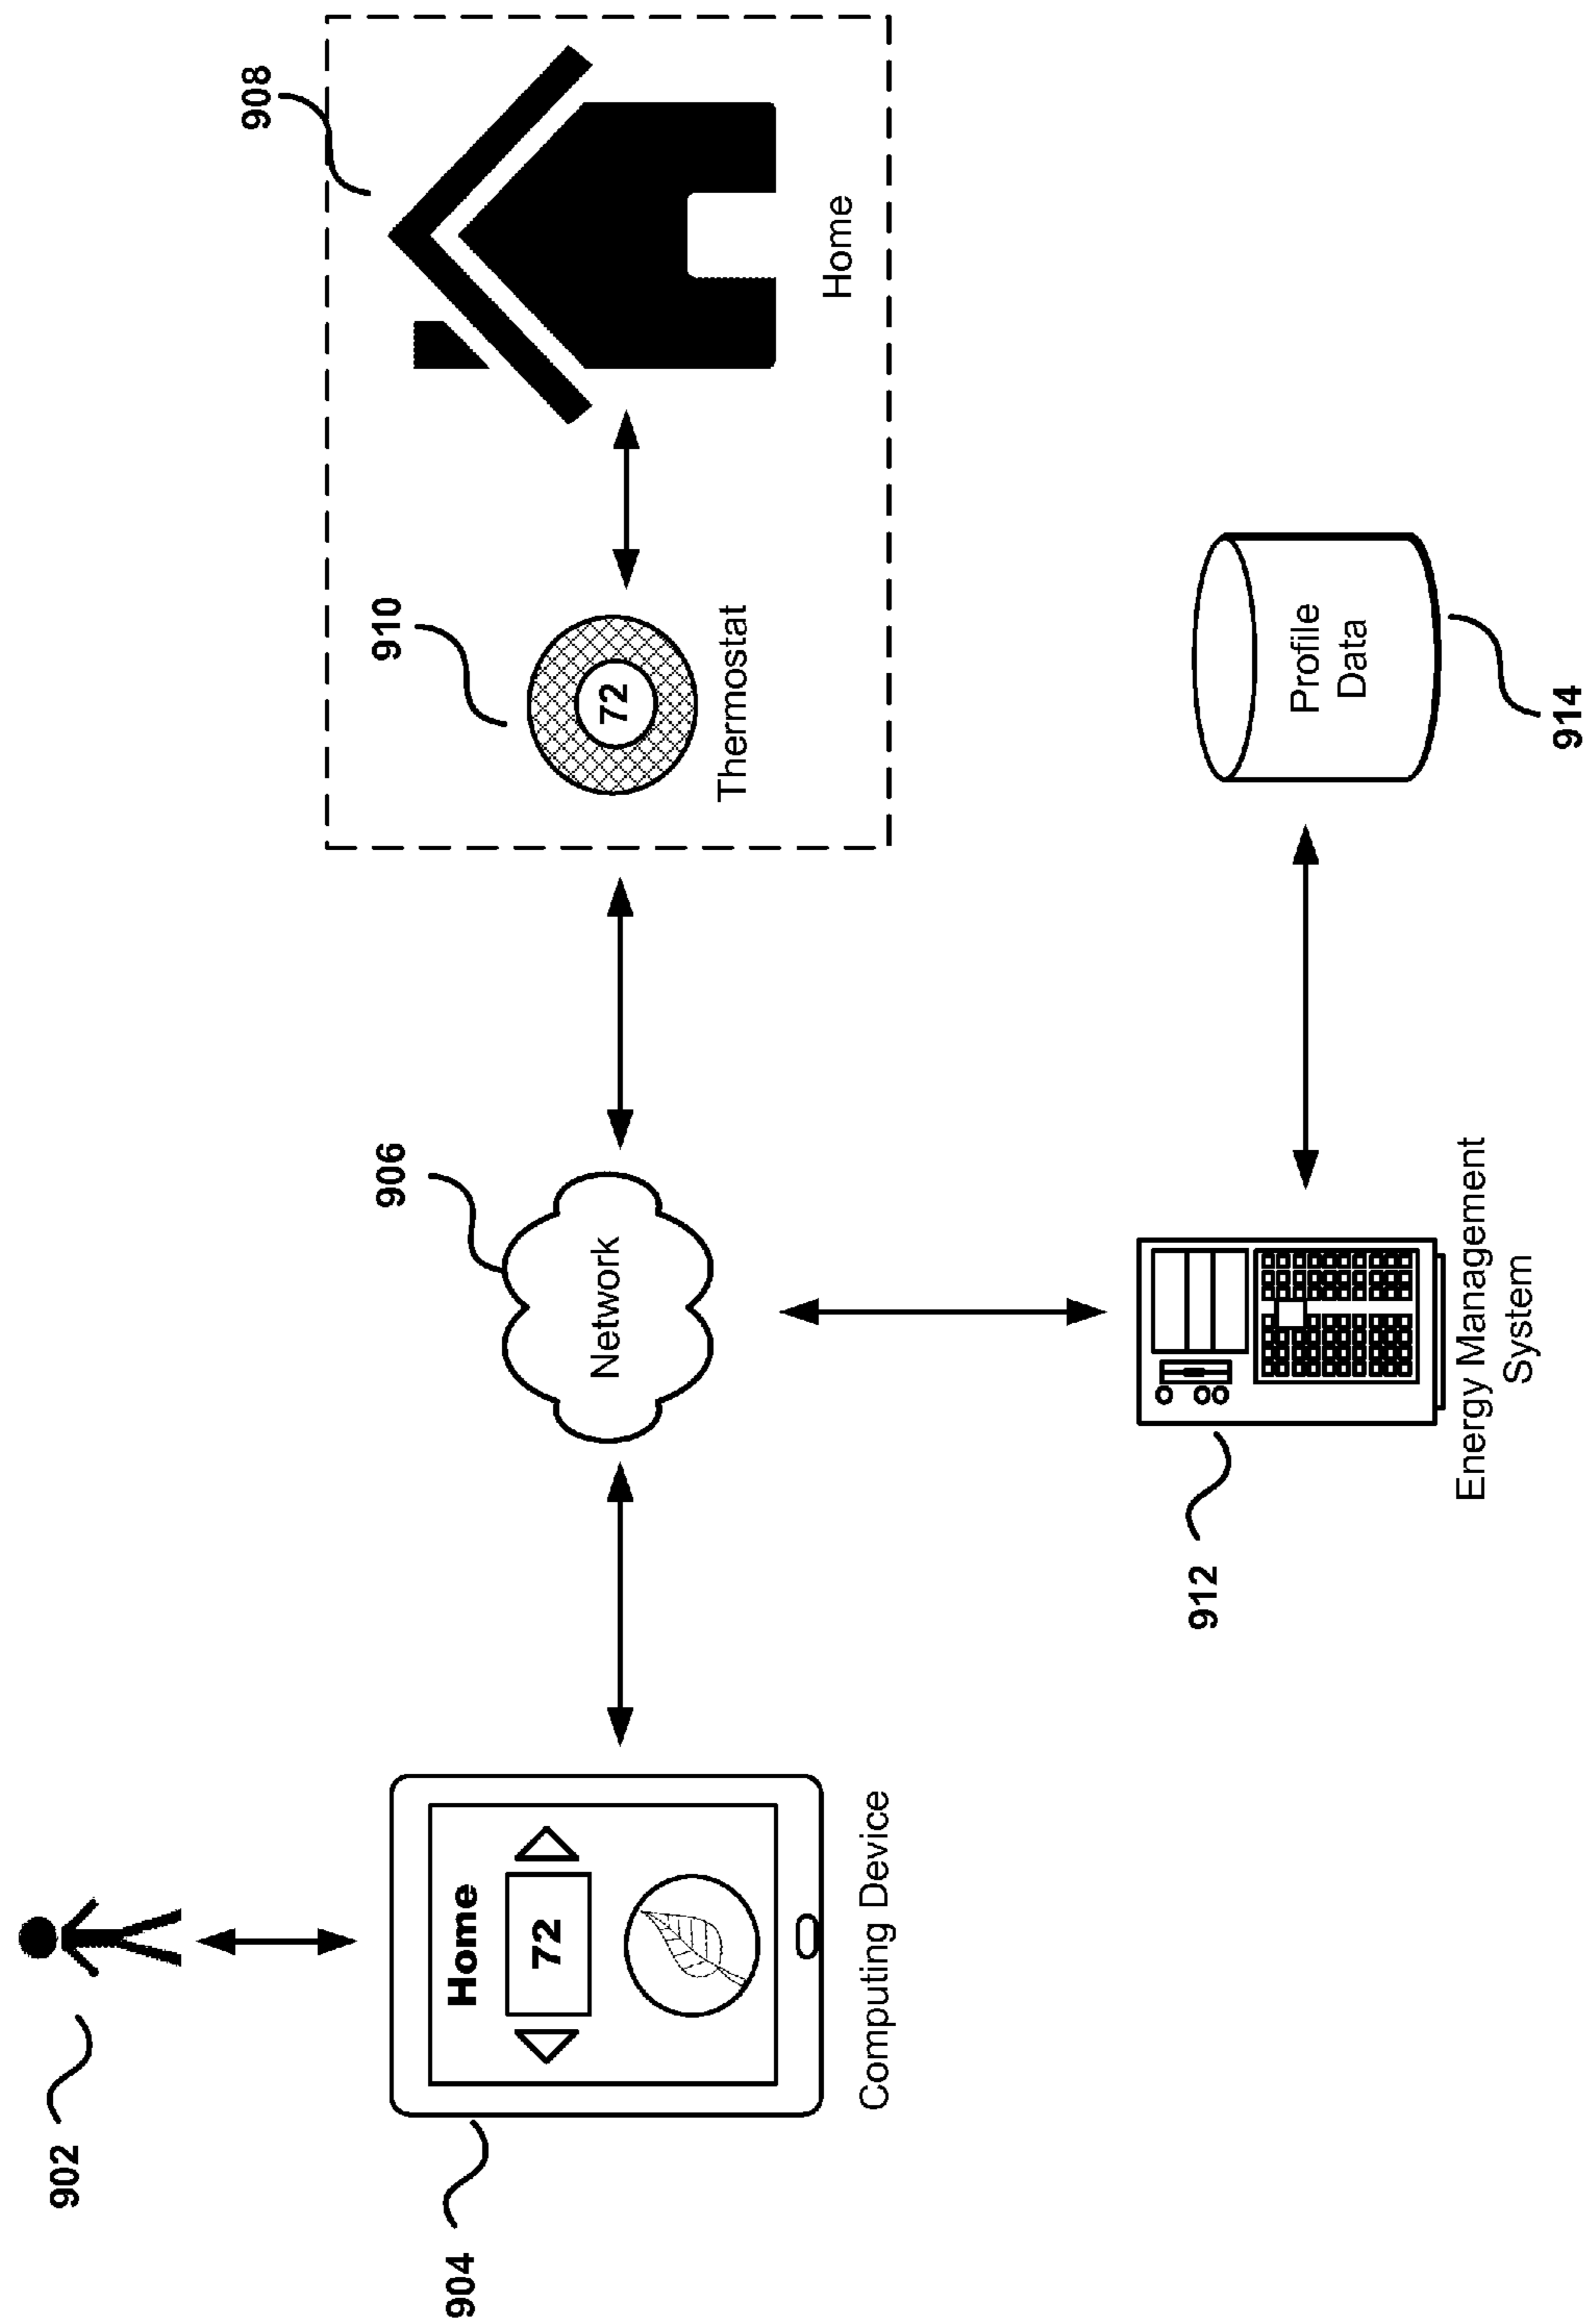 902
904
Home
72
Computing Device
906
Network
908
910
72
Thermostat
Home
912
Energy Management
System
Profile
Data
914